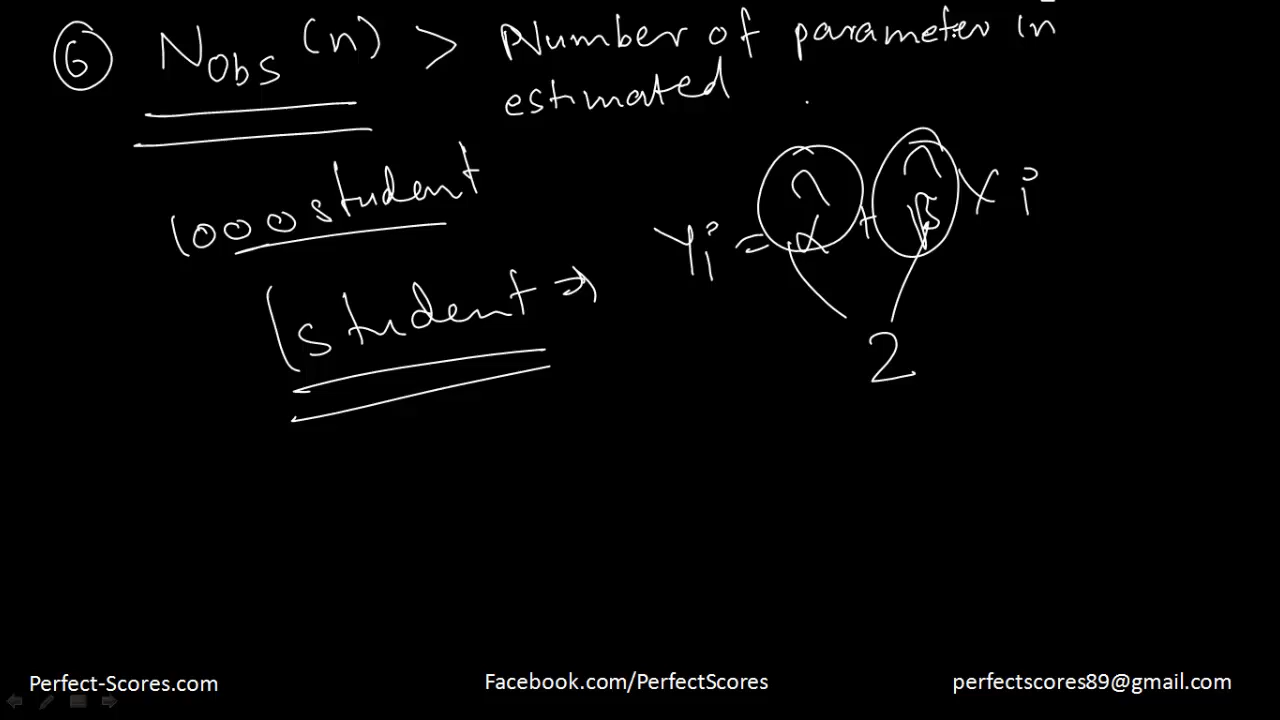 6 NObs (n) > Number of parameter in
estimated
1000 student
Yi = α̂ + β̂ Xi
1 student →
2
Perfect-Scores.com
Facebook.com/PerfectScores
perfectscores89@gmail.com